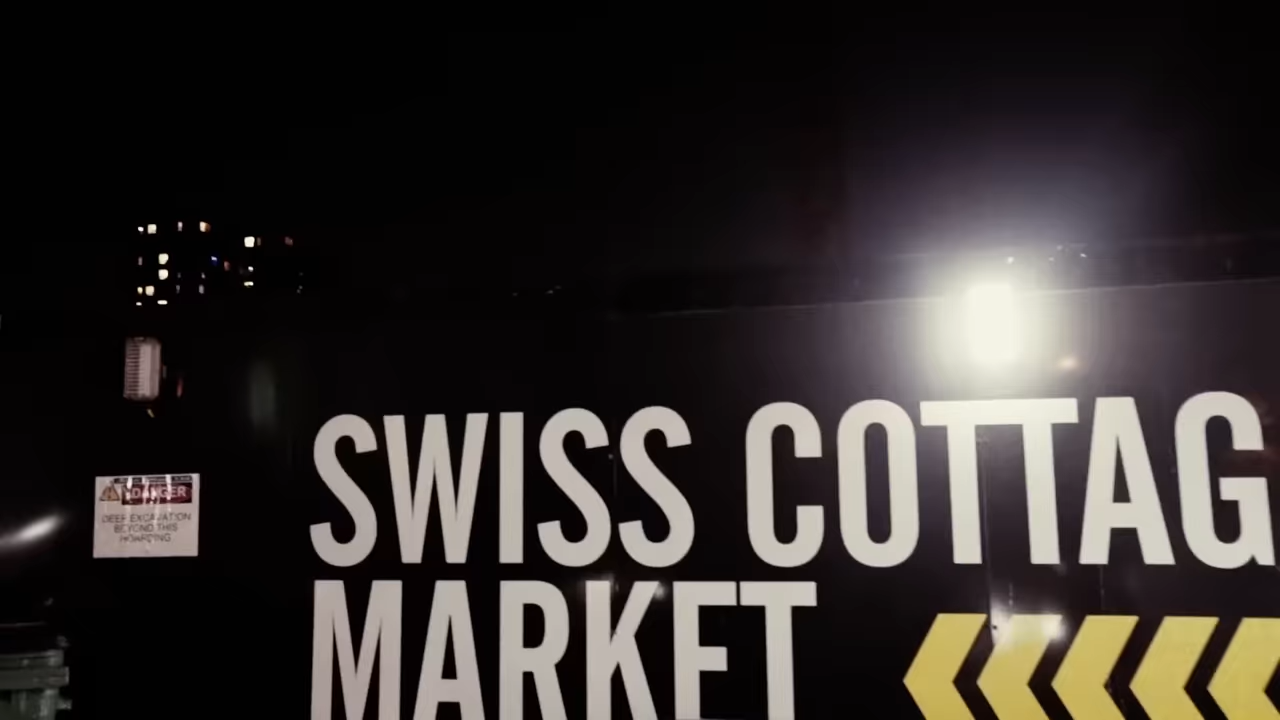 SWISS COTTAG
MARKET
DANGER
DEEP EXCAVATION
BEYOND THIS
HOARDING